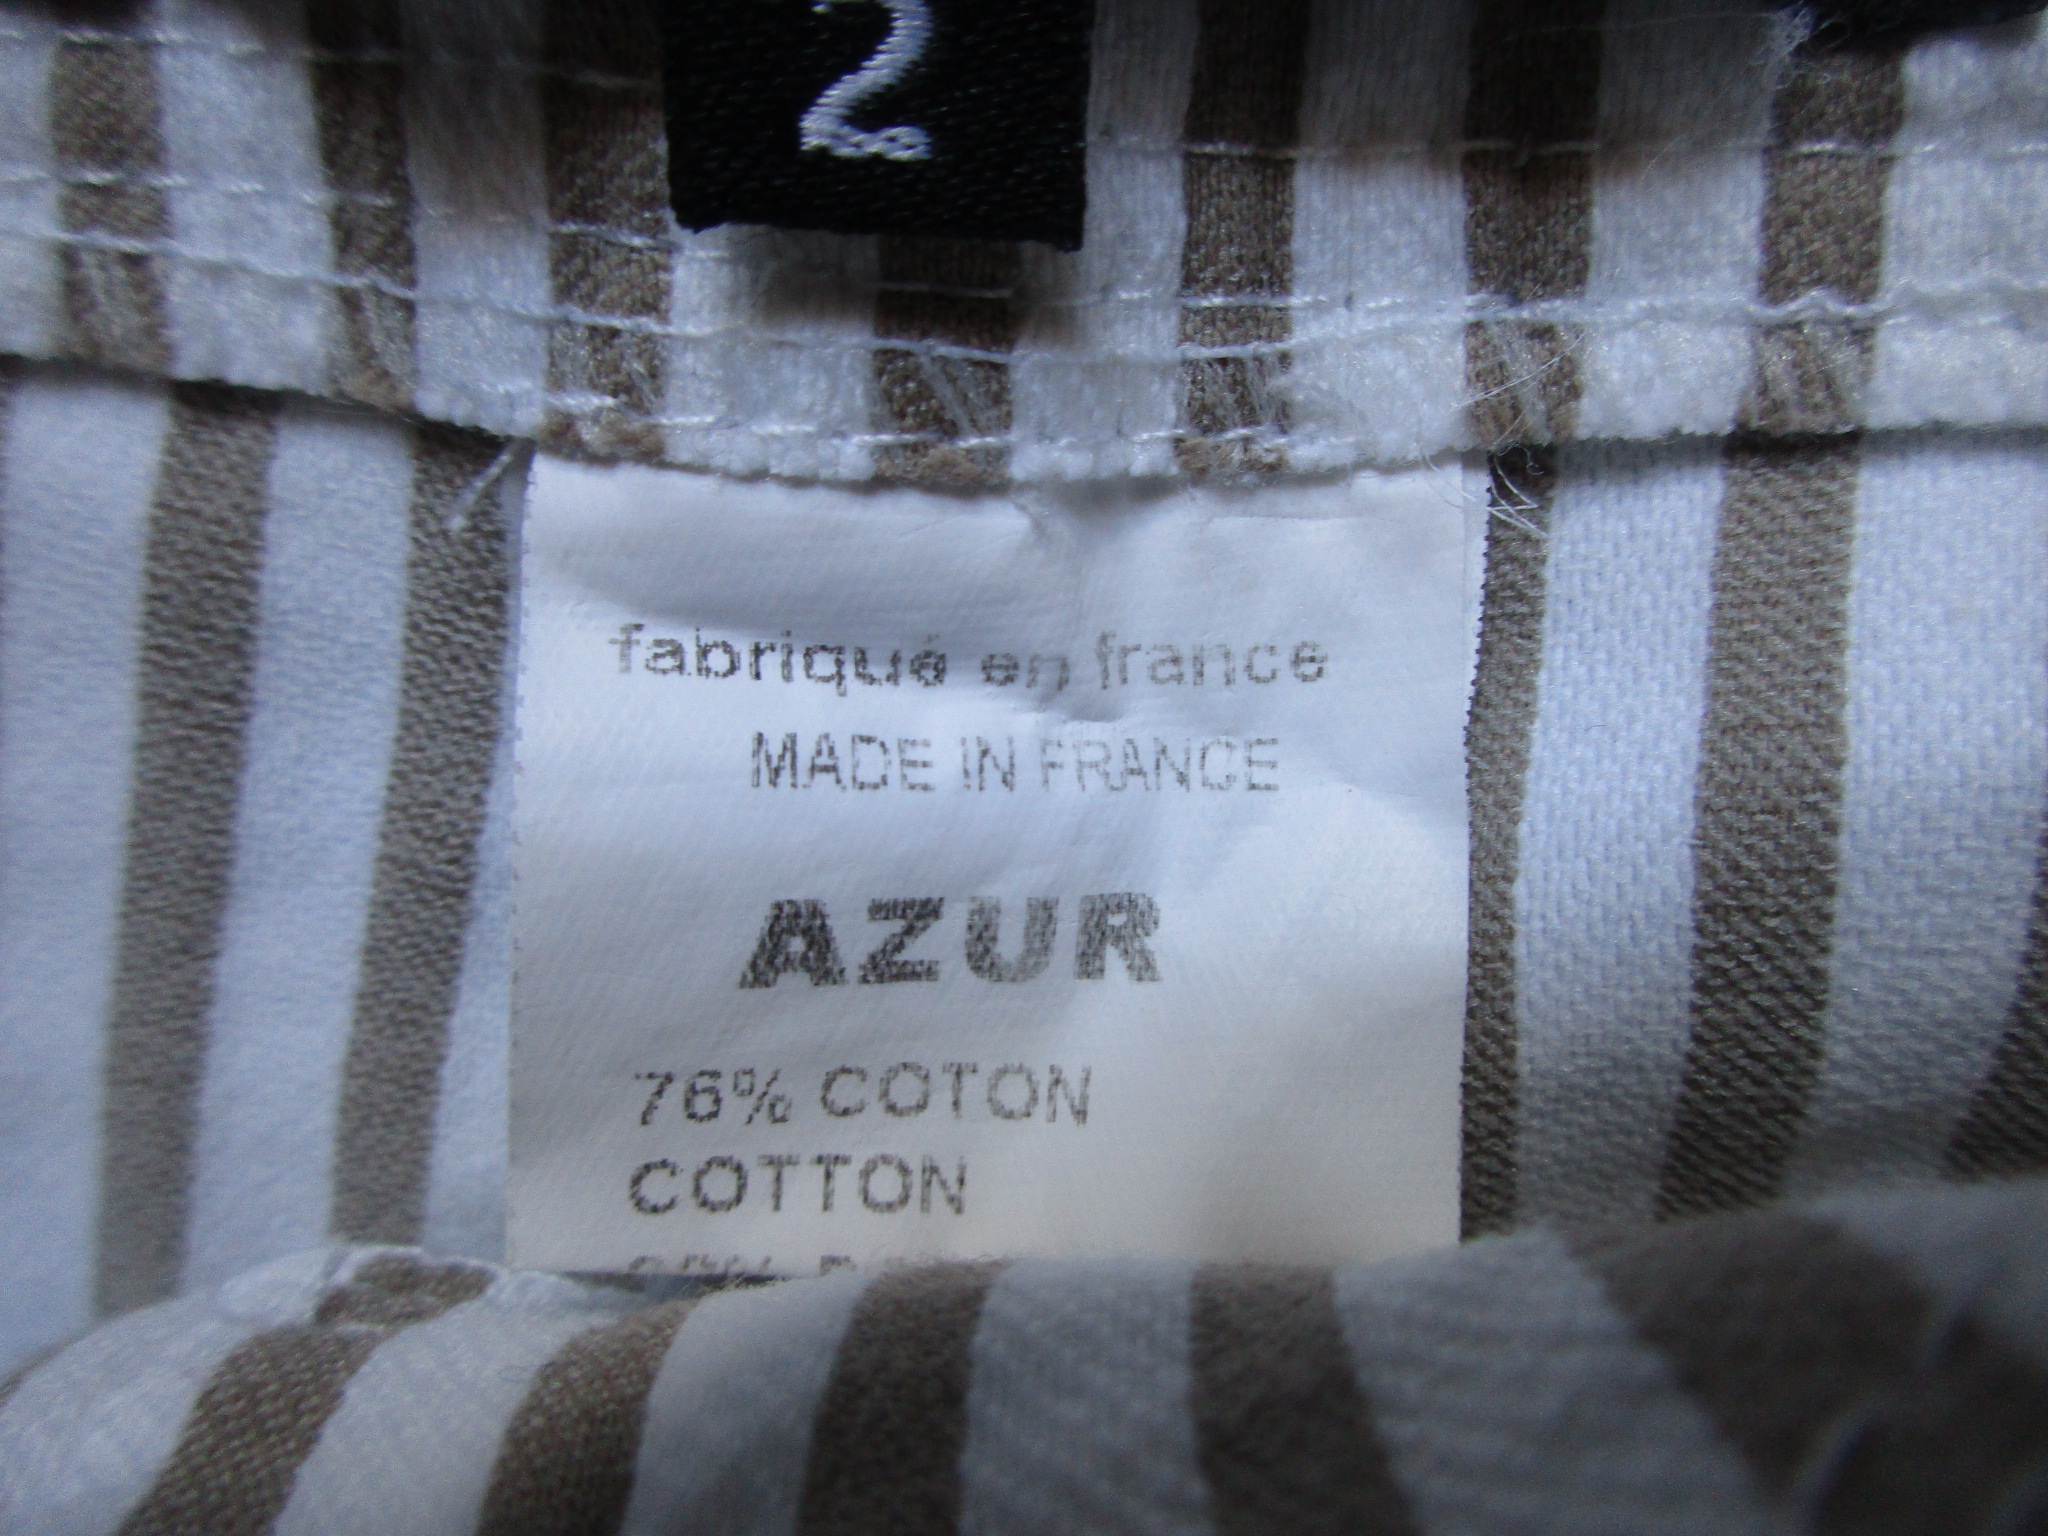 2
fabriqué en france
MADE IN FRANCE
AZUR
76% COTON
COTTON